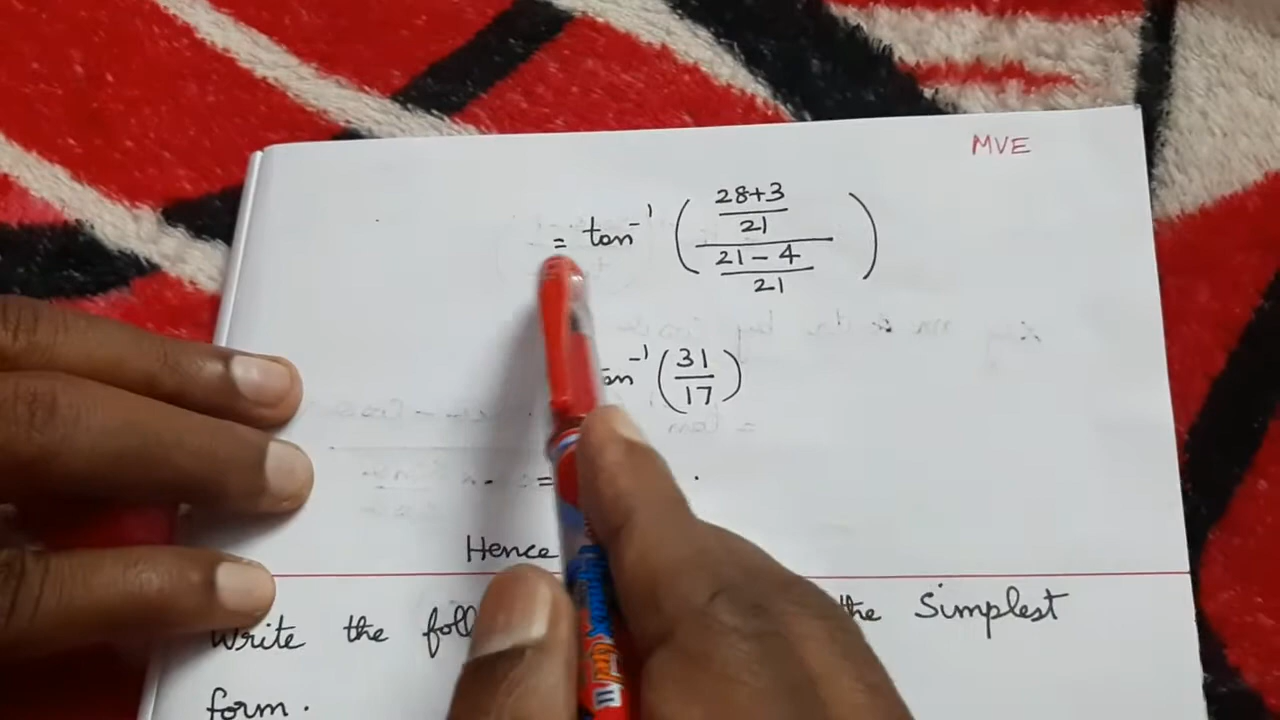 MVE
= tan⁻¹ ( (28+3)/21 / (21-4)/21 )
tan⁻¹ (31/17)
=
Hence
Write the the Simplest
form.